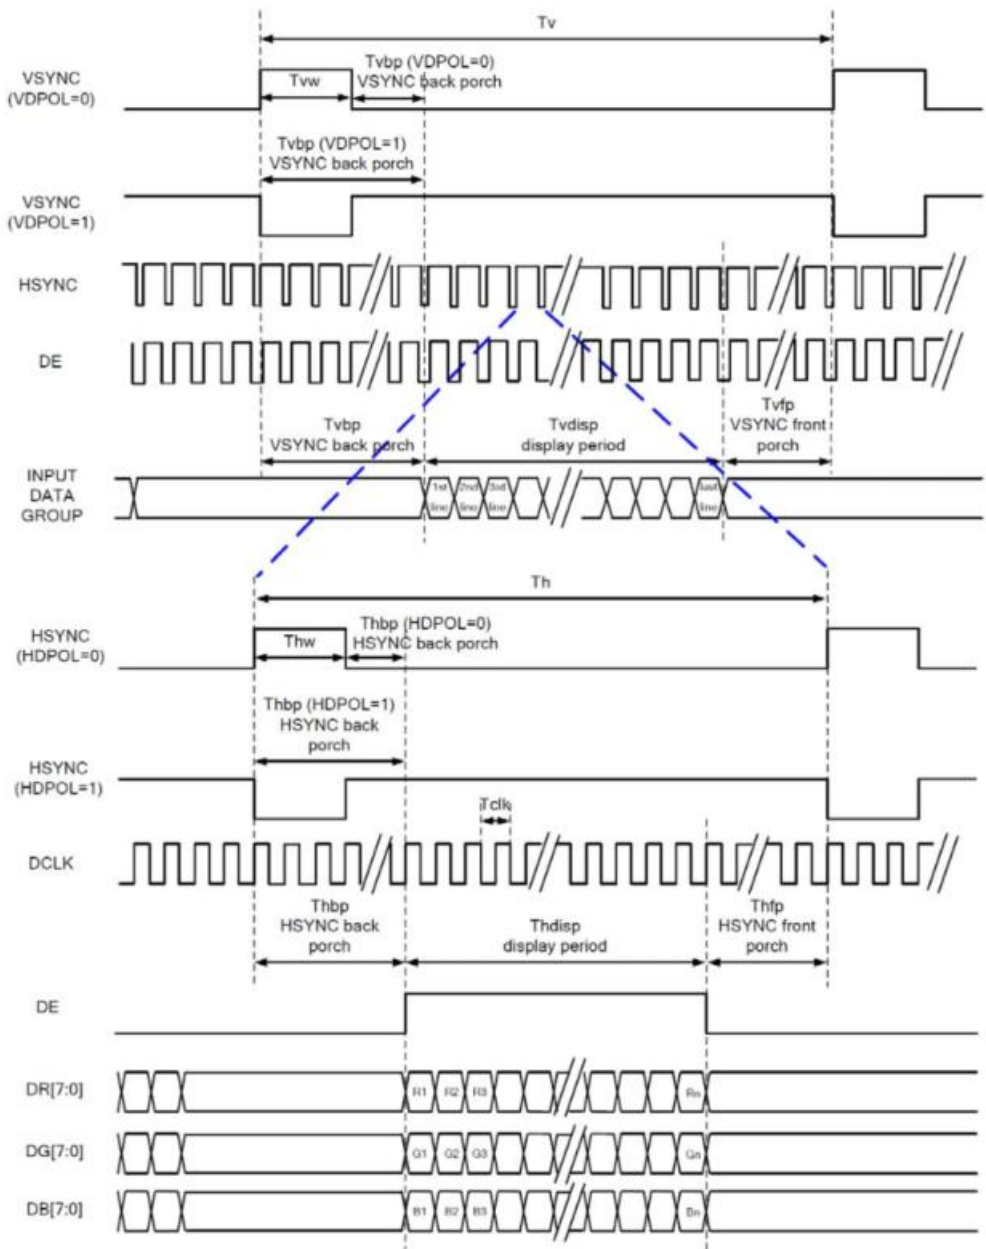 Tv
VSYNC
(VDPOL=0)
Tvw
Tvbp (VDPOL=0)
VSYNC back porch
Tvbp (VDPOL=1)
VSYNC back porch
VSYNC
(VDPOL=1)
HSYNC
DE
Tvbp
VSYNC back porch
Tvdisp
display period
Tvfp
VSYNC front
porch
INPUT
DATA
GROUP
1st
line
2nd
line
3rd
line
last
line
Th
HSYNC
(HDPOL=0)
Thw
Thbp (HDPOL=0)
HSYNC back porch
Thbp (HDPOL=1)
HSYNC back
porch
HSYNC
(HDPOL=1)
Tclk
DCLK
Thbp
HSYNC back
porch
Thdisp
display period
Thfp
HSYNC front
porch
DE
DR[7:0]
R1 R2 R3 Rn
DG[7:0]
G1 G2 G3 Gn
DB[7:0]
B1 B2 B3 Bn